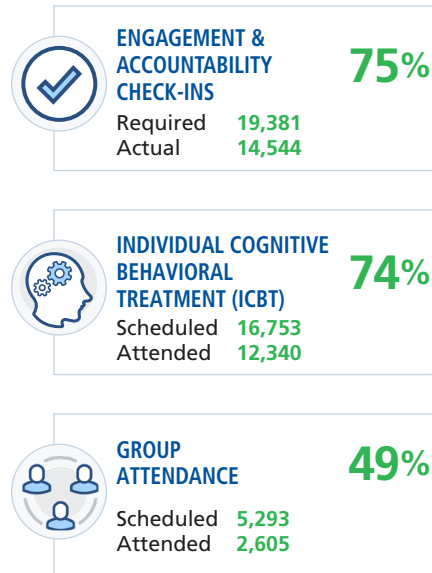 ENGAGEMENT &
ACCOUNTABILITY
CHECK-INS
75%
Required 19,381
Actual 14,544
INDIVIDUAL COGNITIVE
BEHAVIORAL
TREATMENT (ICBT)
74%
Scheduled 16,753
Attended 12,340
GROUP
ATTENDANCE
49%
Scheduled 5,293
Attended 2,605